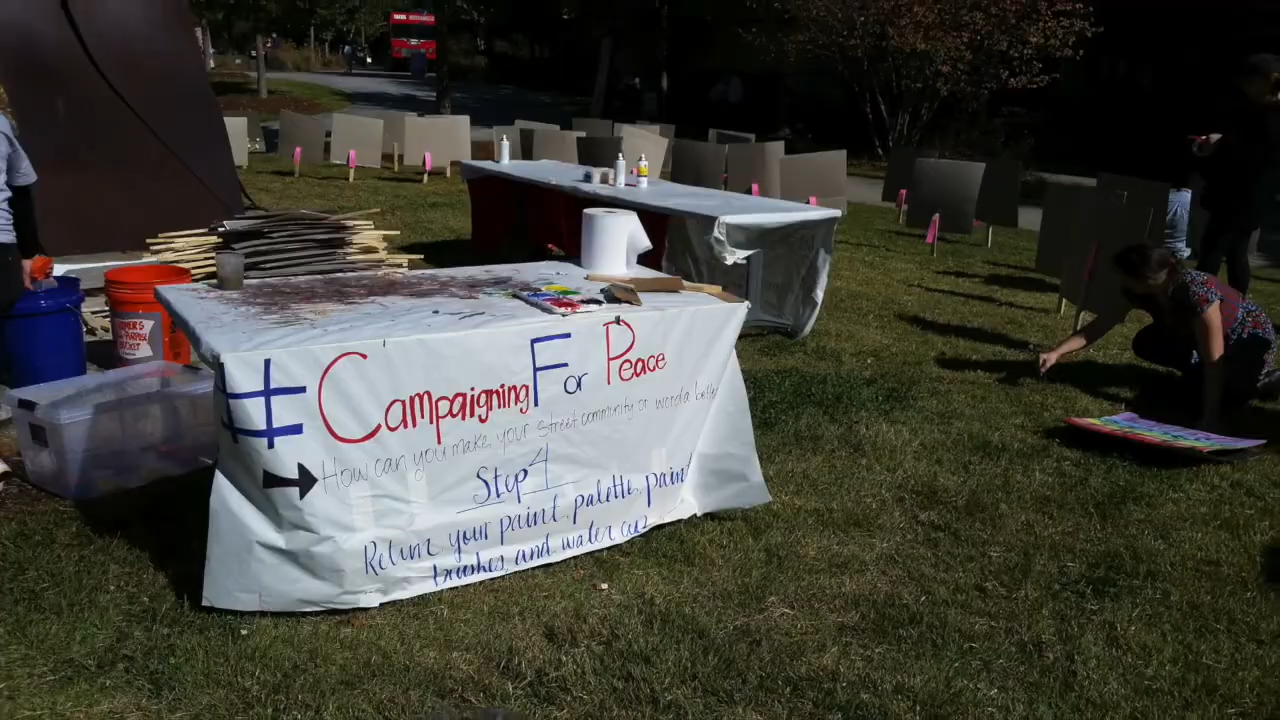 #Campaigning For Peace
How can you make your street community or world a better
Step 4
Return your paint palette, paint
brushes, and water cup